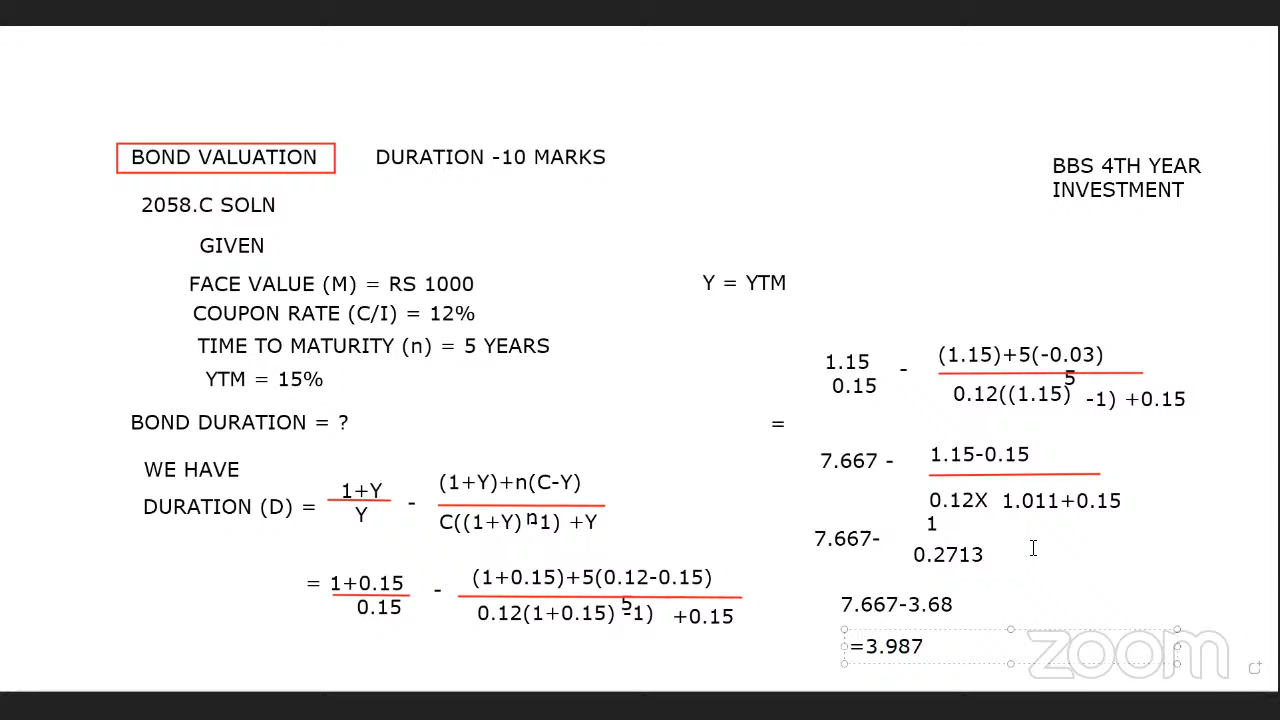 BOND VALUATION DURATION -10 MARKS
BBS 4TH YEAR
INVESTMENT
2058.C SOLN
GIVEN
FACE VALUE (M) = RS 1000
COUPON RATE (C/I) = 12%
TIME TO MATURITY (n) = 5 YEARS
YTM = 15%
BOND DURATION = ?
WE HAVE
DURATION (D) = 1+Y - (1+Y)+n(C-Y)
Y C((1+Y) n-1) +Y
= 1+0.15 - (1+0.15)+5(0.12-0.15)
0.15 0.12(1+0.15) 5 -1) +0.15
Y = YTM
1.15 - (1.15)+5(-0.03)
0.15 0.12((1.15) 5 -1) +0.15
=
7.667 - 1.15-0.15
0.12X 1.011+0.15
7.667- 1
0.2713
7.667-3.68
=3.987
zoom